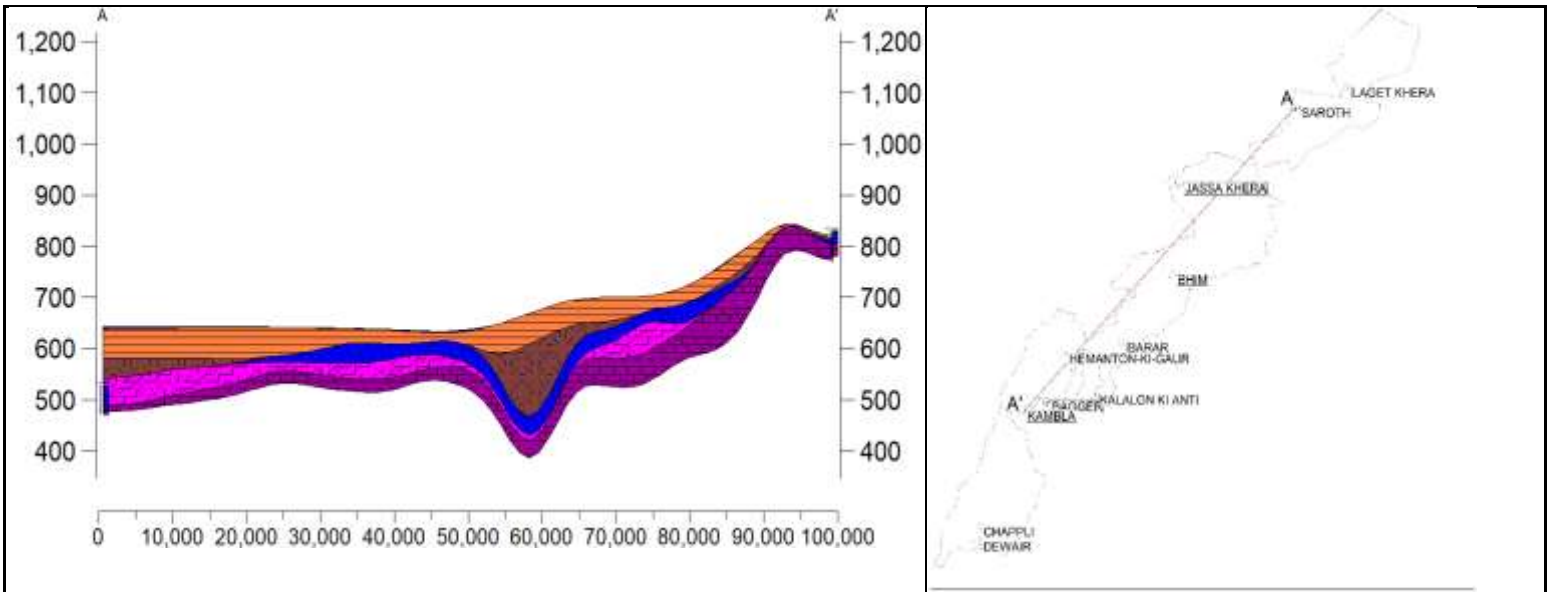 A A'
1,200 1,200
1,100 1,100
1,000 1,000
900 900
800 800
700 700
600 600
500 500
400 400
0 10,000 20,000 30,000 40,000 50,000 60,000 70,000 80,000 90,000 100,000
LAGET KHERA
A
SAROTH
JASSA KHERA
BHIM
BARAR
HEMANTON-KI-GAUR
KALALON KI ANTI
A'
KAMBLA
CHAPPLI
DEWAIR